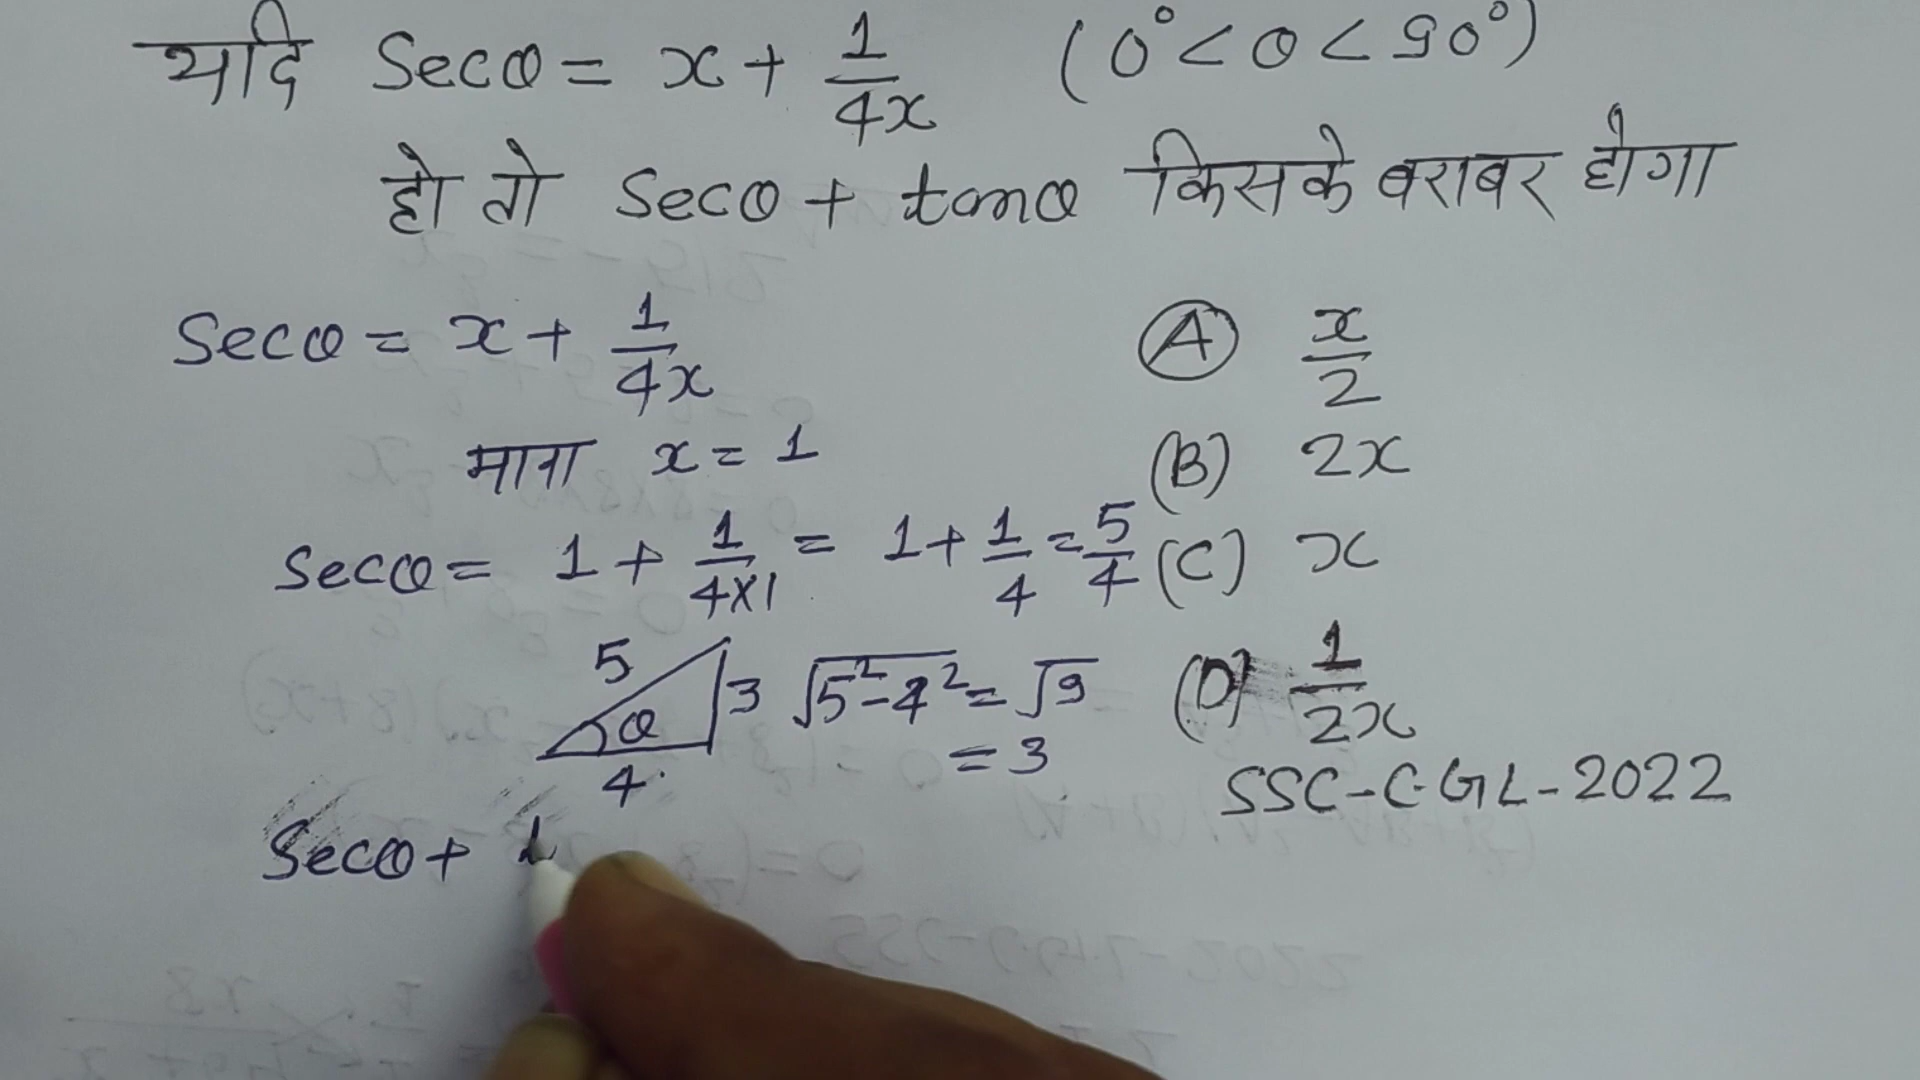 यदि Secθ = x + 1/4x (0° < θ < 90°)
हो तो Secθ + tanθ किसके बराबर होगा
Secθ = x + 1/4x
(A) x/2
माना x = 1
(B) 2x
Secθ = 1 + 1/4×1 = 1 + 1/4 = 5/4
(C) x
5 3 θ 4
√5²-4² = √9
= 3
(D) 1/2x
SSC-C.GL-2022
Secθ +